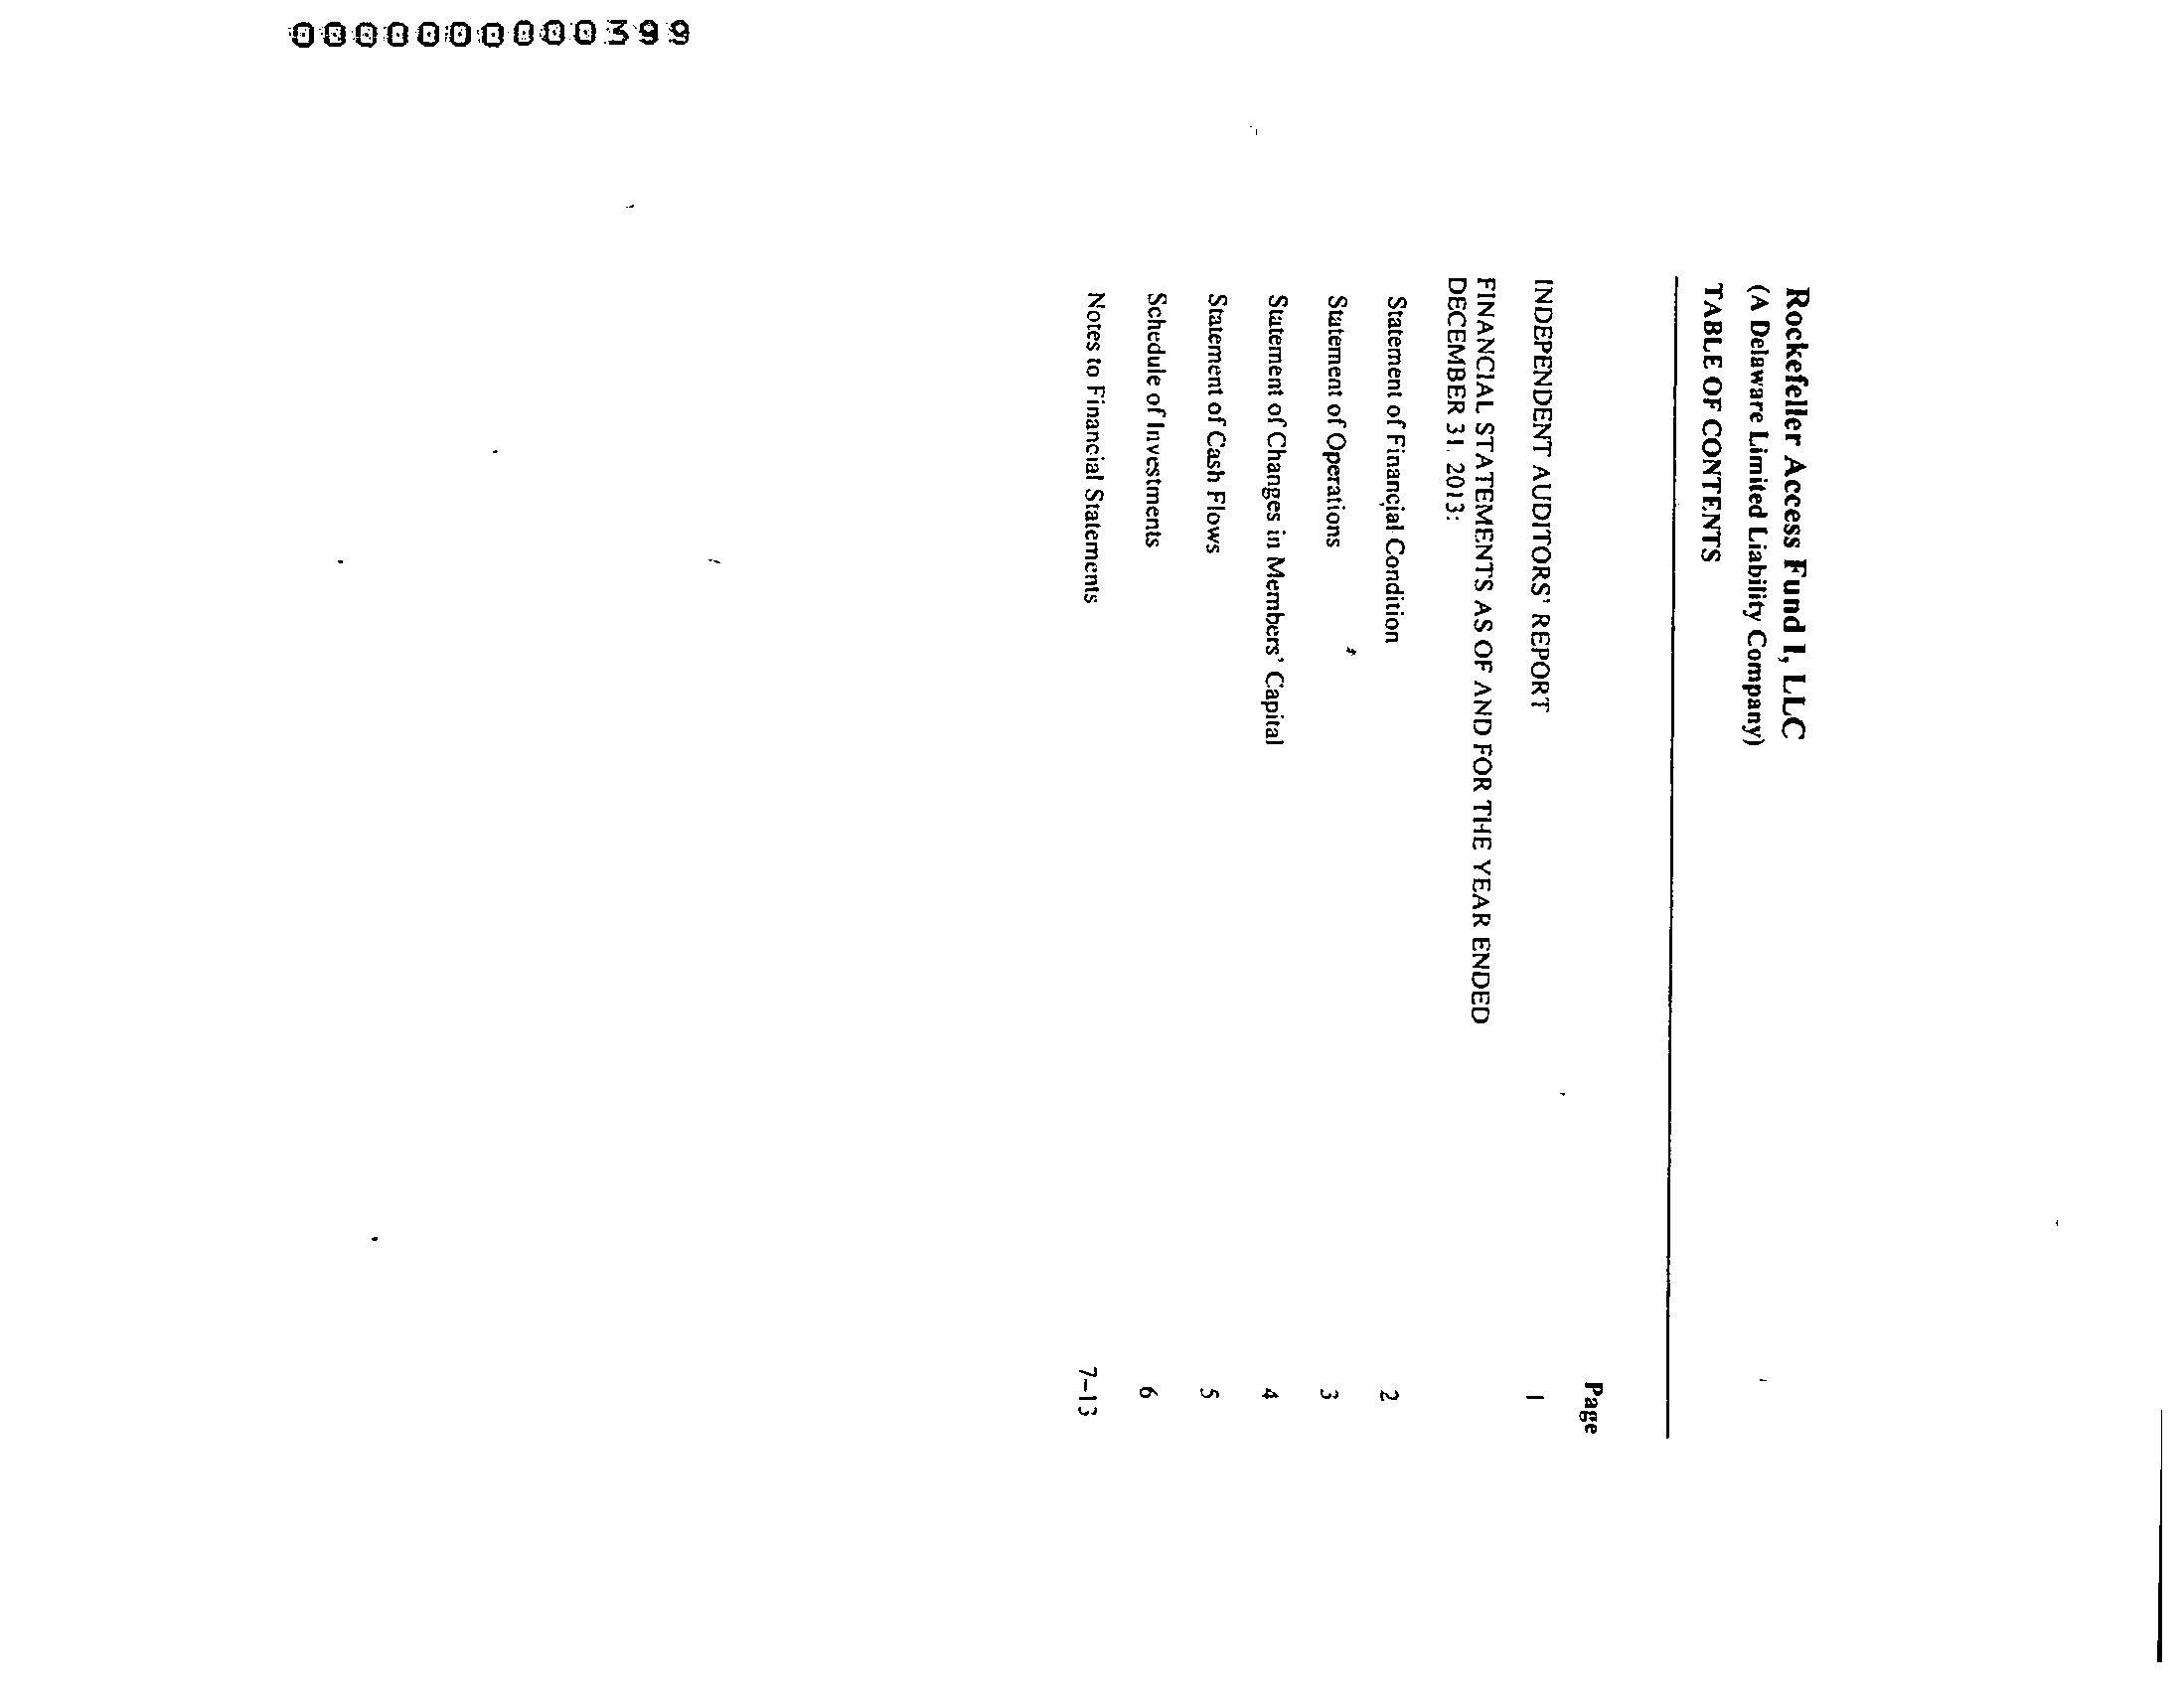 0000000000399
Rockefeller Access Fund I, LLC
(A Delaware Limited Liability Company)
TABLE OF CONTENTS
Page
INDEPENDENT AUDITORS' REPORT 1
FINANCIAL STATEMENTS AS OF AND FOR THE YEAR ENDED
DECEMBER 31, 2013:
Statement of Financial Condition 2
Statement of Operations 3
Statement of Changes in Members' Capital 4
Statement of Cash Flows 5
Schedule of Investments 6
Notes to Financial Statements 7–13